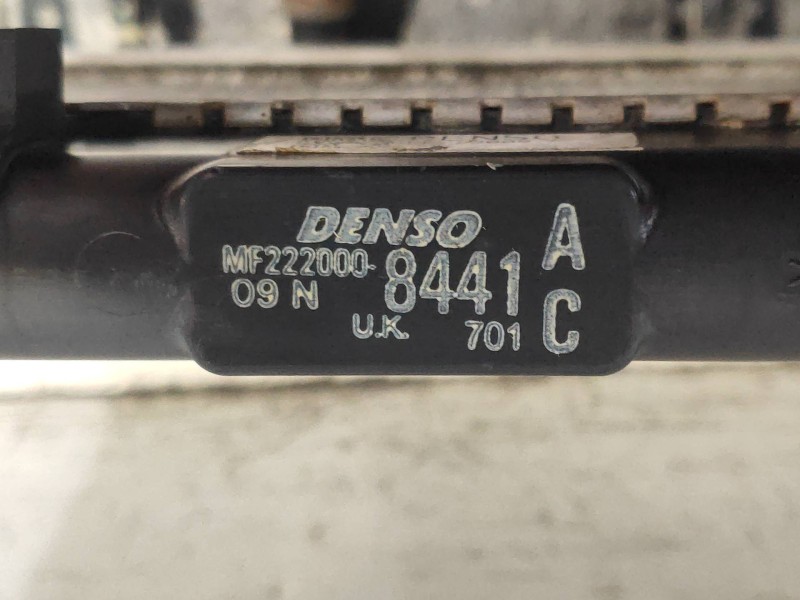 DENSO A
MF222000-8441
09 N C
U.K. 701